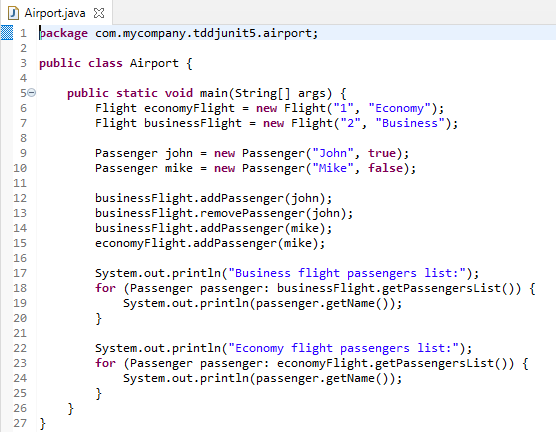 Airport.java
1 package com.mycompany.tddjunit5.airport;
2
3 public class Airport {
4
5     public static void main(String[] args) {
6         Flight economyFlight = new Flight("1", "Economy");
7         Flight businessFlight = new Flight("2", "Business");
8
9         Passenger john = new Passenger("John", true);
10         Passenger mike = new Passenger("Mike", false);
11
12         businessFlight.addPassenger(john);
13         businessFlight.removePassenger(john);
14         businessFlight.addPassenger(mike);
15         economyFlight.addPassenger(mike);
16
17         System.out.println("Business flight passengers list:");
18         for (Passenger passenger: businessFlight.getPassengersList()) {
19             System.out.println(passenger.getName());
20         }
21
22         System.out.println("Economy flight passengers list:");
23         for (Passenger passenger: economyFlight.getPassengersList()) {
24             System.out.println(passenger.getName());
25         }
26     }
27 }